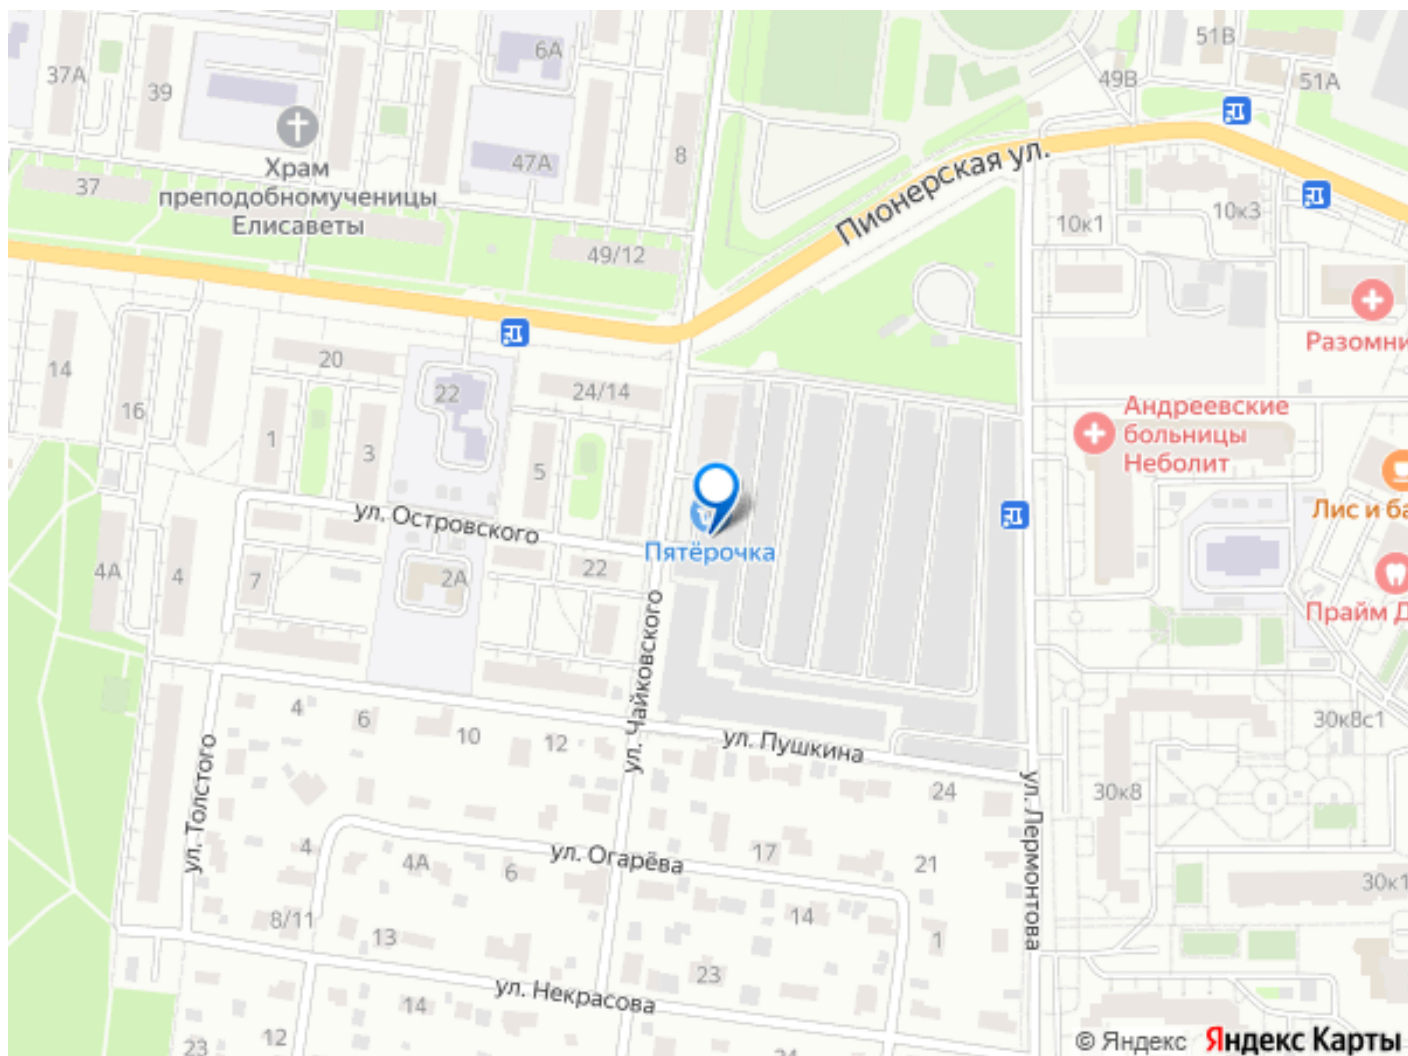 51В
6А
37А
39
49В
51А
47А
8
Храм
преподобномученицы
Елисаветы
37
Пионерская ул.
10к1
10к3
49/12
Разомни
20
14
22
24/14
16
Андреевские
больницы
Неболит
1
3
5
Лис и ба
ул. Островского
Пятёрочка
4А
4
7
2А
22
Прайм Д
ул. Чайковского
4
6
10
12
ул. Пушкина
30к8с1
ул. Толстого
24
30к8
ул. Лермонтова
4
4А
6
ул. Огарёва
17
21
30к1
8/11
13
14
1
23
14
ул. Некрасова
12
23
24
© Яндекс Яндекс Карты